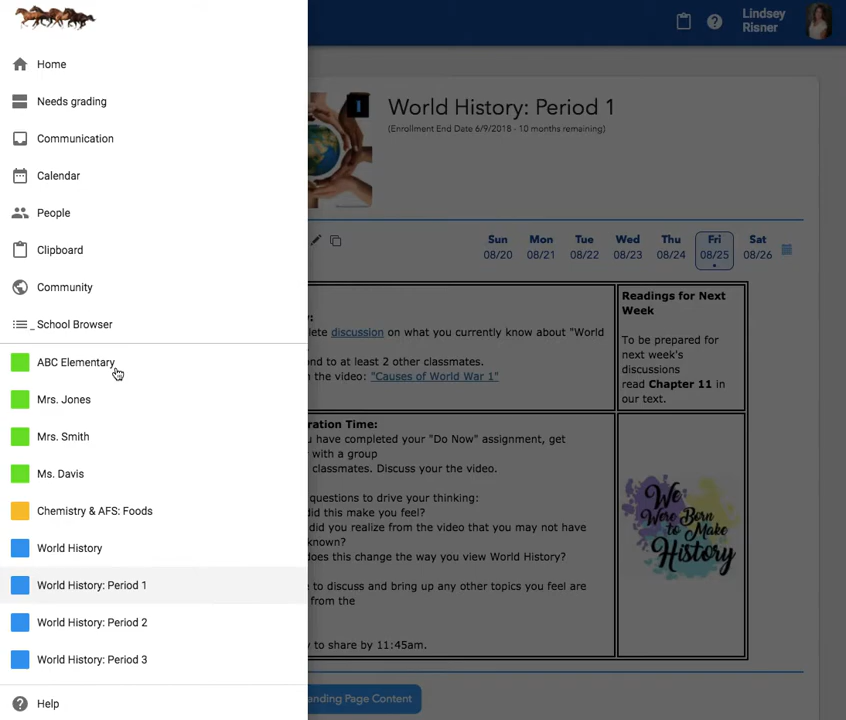 Lindsey
Risner
Home
Needs grading
Communication
Calendar
People
Clipboard
Community
School Browser
ABC Elementary
Mrs. Jones
Mrs. Smith
Ms. Davis
Chemistry & AFS: Foods
World History
World History: Period 1
World History: Period 2
World History: Period 3
Help
1
World History: Period 1
(Enrollment End Date 6/9/2018 - 10 months remaining)
Sun Mon Tue Wed Thu Fri Sat
08/20 08/21 08/22 08/23 08/24 08/25 08/26
discussion on what you currently know about "World
and to at least 2 other classmates.
the video: "Causes of World War 1"
Readings for Next
Week
To be prepared for
next week's
discussions
read Chapter 11 in
our text.
Time:
have completed your "Do Now" assignment, get
with a group
classmates. Discuss your the video.
questions to drive your thinking:
did this make you feel?
did you realize from the video that you may not have
known?
does this change the way you view World History?
to discuss and bring up any other topics you feel are
from the
to share by 11:45am.
We
Were Born
to Make
History
Page Content